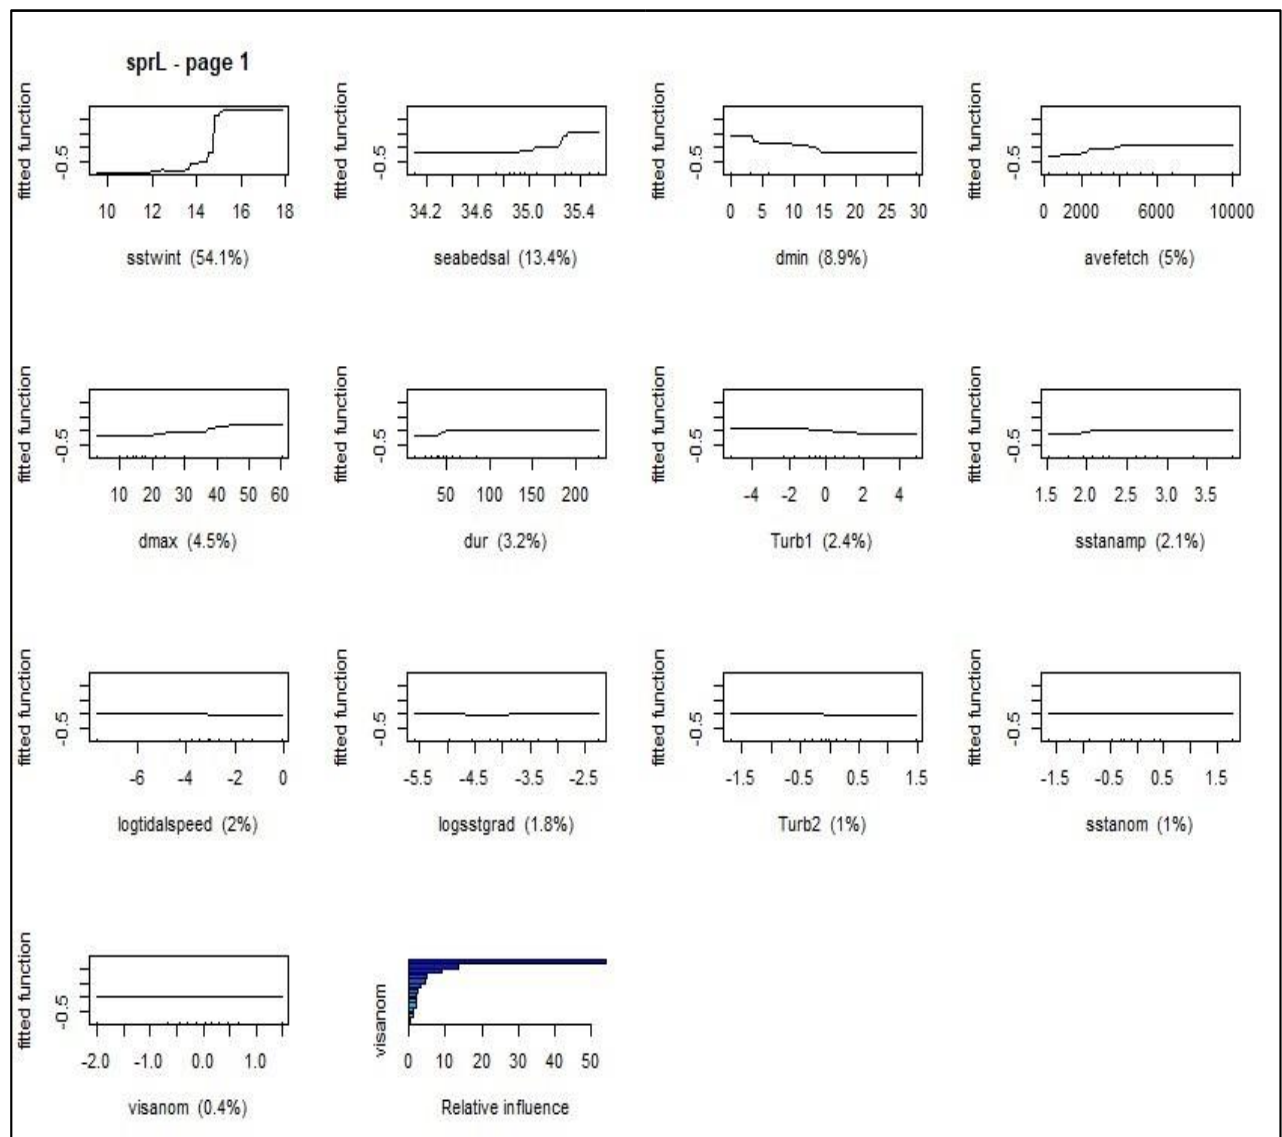 sprL - page 1
fitted function
-0.5
10 12 14 16 18
sstwint (54.1%)
fitted function
-0.5
34.2 34.6 35.0 35.4
seabedsal (13.4%)
fitted function
-0.5
0 5 10 15 20 25 30
dmin (8.9%)
fitted function
-0.5
0 2000 6000 10000
avefetch (5%)
fitted function
-0.5
10 20 30 40 50 60
dmax (4.5%)
fitted function
-0.5
50 100 150 200
dur (3.2%)
fitted function
-0.5
-4 -2 0 2 4
Turb1 (2.4%)
fitted function
-0.5
1.5 2.0 2.5 3.0 3.5
sstanamp (2.1%)
fitted function
-0.5
-6 -4 -2 0
logtidalspeed (2%)
fitted function
-0.5
-5.5 -4.5 -3.5 -2.5
logsstgrad (1.8%)
fitted function
-0.5
-1.5 -0.5 0.5 1.5
Turb2 (1%)
fitted function
-0.5
-1.5 -0.5 0.5 1.5
sstanom (1%)
fitted function
-0.5
-2.0 -1.0 0.0 1.0
visanom (0.4%)
visanom
0 10 20 30 40 50
Relative influence